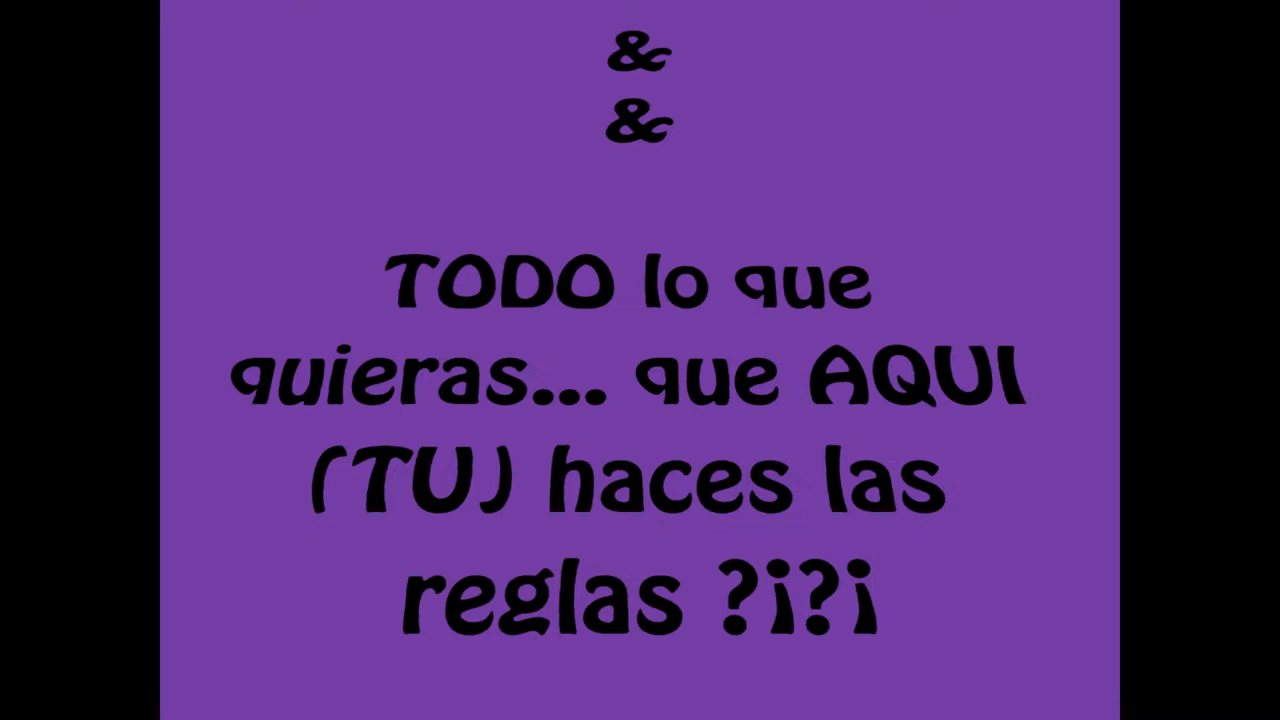 &
&
TODO lo que
quieras... que AQUI
(TU) haces las
reglas ?¡?¡